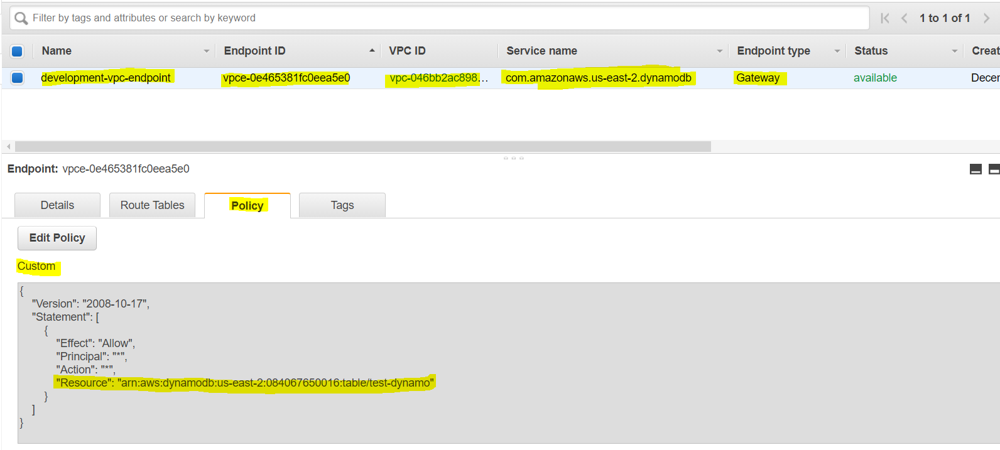 Filter by tags and attributes or search by keyword
1 to 1 of 1
Name Endpoint ID VPC ID Service name Endpoint type Status Creat
development-vpc-endpoint vpce-0e465381fc0eea5e0 vpc-046bb2ac898... com.amazonaws.us-east-2.dynamodb Gateway available Decem
Endpoint: vpce-0e465381fc0eea5e0
Details Route Tables Policy Tags
Edit Policy
Custom
{
"Version": "2008-10-17",
"Statement": [
{
"Effect": "Allow",
"Principal": "*",
"Action": "*",
"Resource": "arn:aws:dynamodb:us-east-2:084067650016:table/test-dynamo"
}
]
}